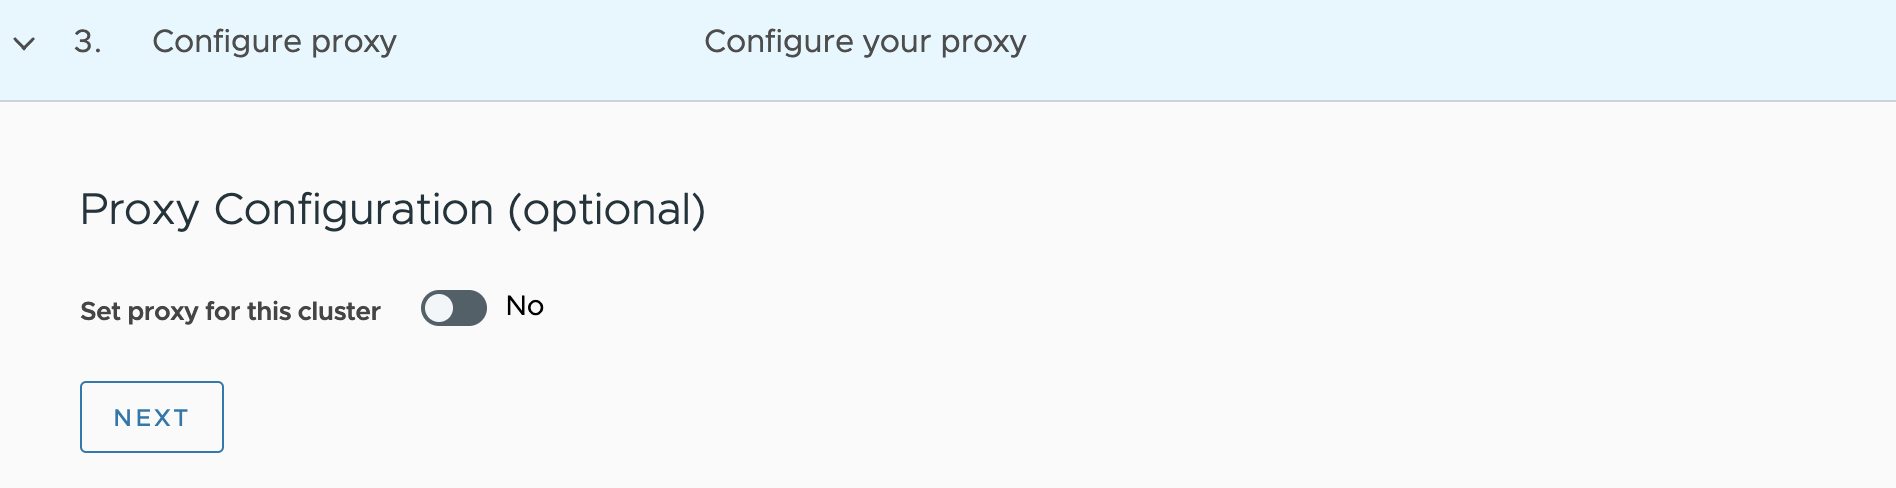 3. Configure proxy Configure your proxy
Proxy Configuration (optional)
Set proxy for this cluster No
NEXT